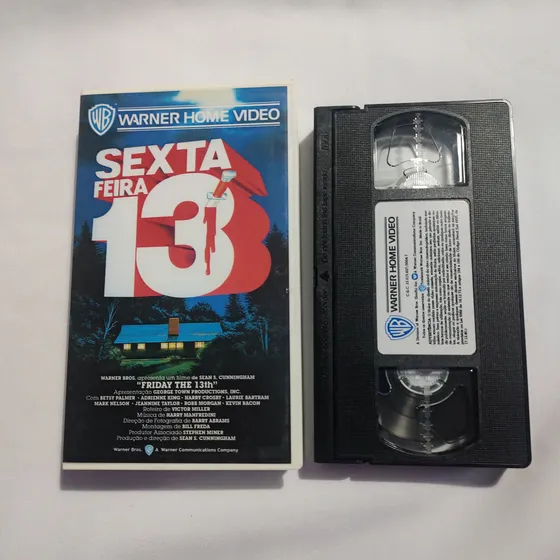 WARNER HOME VIDEO
SEXTA
FEIRA
13
WARNER BROS. apresenta um filme de SEAN S. CUNNINGHAM
"FRIDAY THE 13th"
Apresentação GEORGE TOWN PRODUCTIONS, INC.
Com BETSY PALMER • ADRIENNE KING • HARRY CROSBY • LAURIE BARTRAM
MARK NELSON • JEANNINE TAYLOR • ROBBI MORGAN • KEVIN BACON
Roteiro de VICTOR MILLER
Música de HARRY MANFREDINI
Direção de Fotografia de BARRY ABRAMS
Montagem de BILL FREDA
Produtor Associado STEPHEN MINER
Produção e direção de SEAN S. CUNNINGHAM
Warner Bros. A Warner Communications Company
WARNER HOME VIDEO